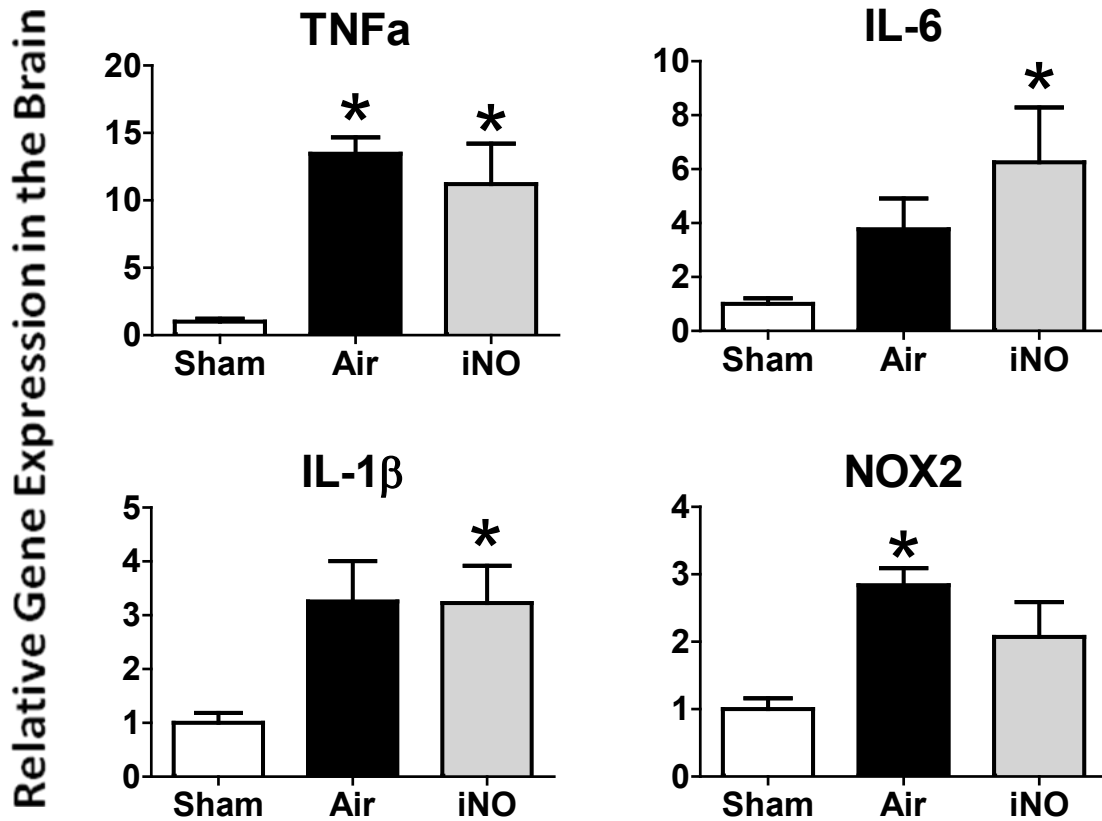 Relative Gene Expression in the Brain
TNFa
20
15
10
5
0
* *
Sham Air iNO
IL-6
10
8
6
4
2
0
*
Sham Air iNO
IL-1β
5
4
3
2
1
0
*
Sham Air iNO
NOX2
4
3
2
1
0
*
Sham Air iNO